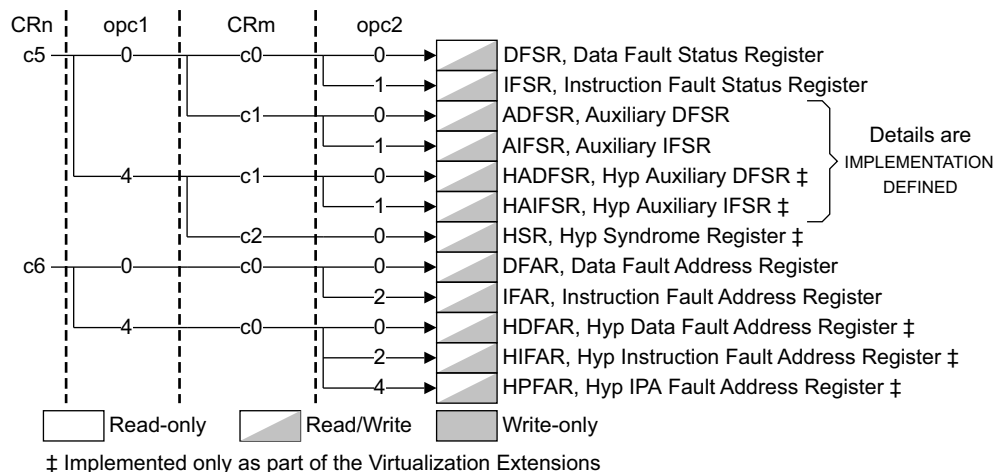 CRn opc1 CRm opc2
c5 0 c0 0 DFSR, Data Fault Status Register
1 IFSR, Instruction Fault Status Register
c1 0 ADFSR, Auxiliary DFSR
1 AIFSR, Auxiliary IFSR
4 c1 0 HADFSR, Hyp Auxiliary DFSR ‡
1 HAIFSR, Hyp Auxiliary IFSR ‡
Details are
IMPLEMENTATION
DEFINED
c2 0 HSR, Hyp Syndrome Register ‡
c6 0 c0 0 DFAR, Data Fault Address Register
2 IFAR, Instruction Fault Address Register
4 c0 0 HDFAR, Hyp Data Fault Address Register ‡
2 HIFAR, Hyp Instruction Fault Address Register ‡
4 HPFAR, Hyp IPA Fault Address Register ‡
Read-only Read/Write Write-only
‡ Implemented only as part of the Virtualization Extensions